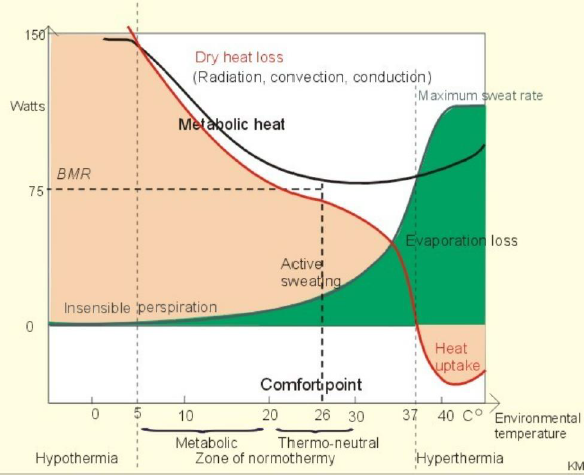 150
Dry heat loss
(Radiation, convection, conduction)
Maximum sweat rate
Watts
Metabolic heat
BMR
75
Evaporation loss
Active
sweating
Insensible perspiration
0
Heat
uptake
Comfort point
0 5 10 20 26 30 37 40 C°
Environmental
temperature
Metabolic Thermo-neutral
Hypothermia Zone of normothermy Hyperthermia
KM